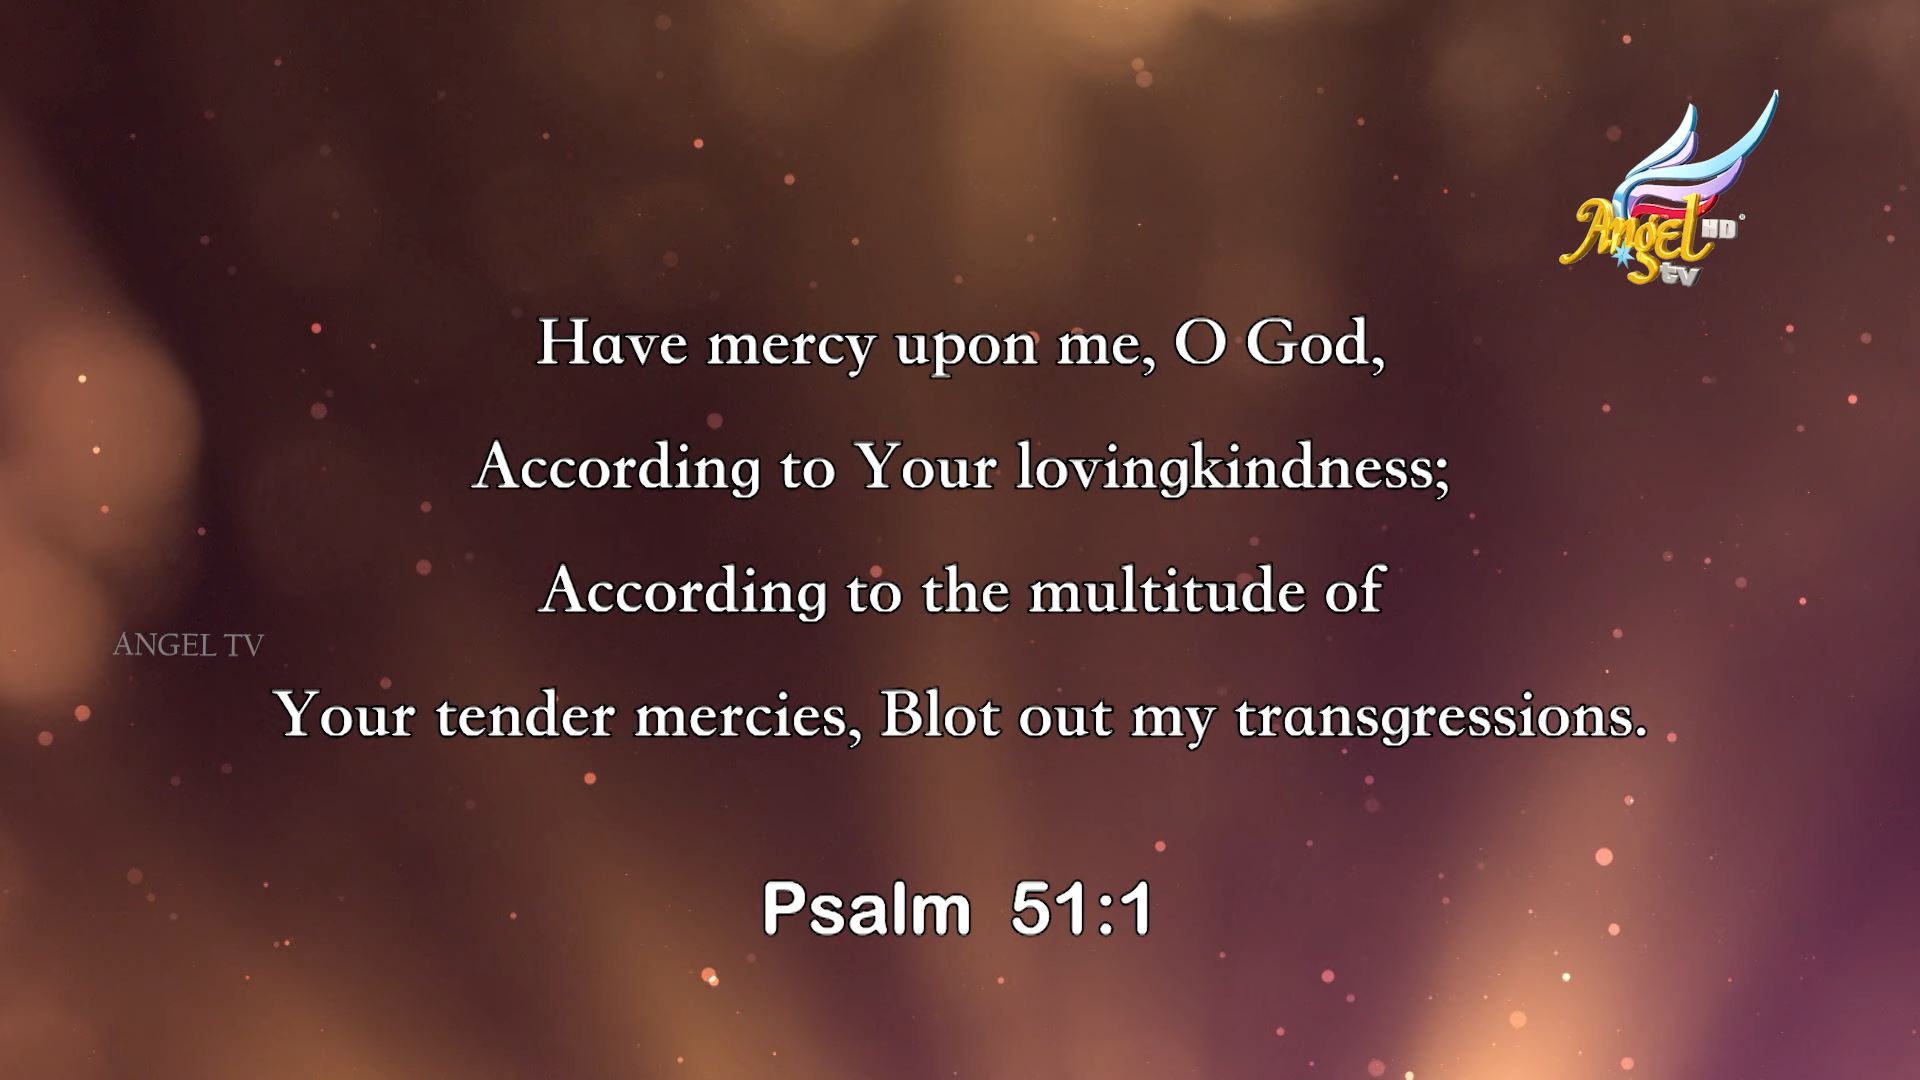 Angel HD
tv
Have mercy upon me, O God,
According to Your lovingkindness;
According to the multitude of
ANGEL TV
Your tender mercies, Blot out my transgressions.
Psalm 51:1